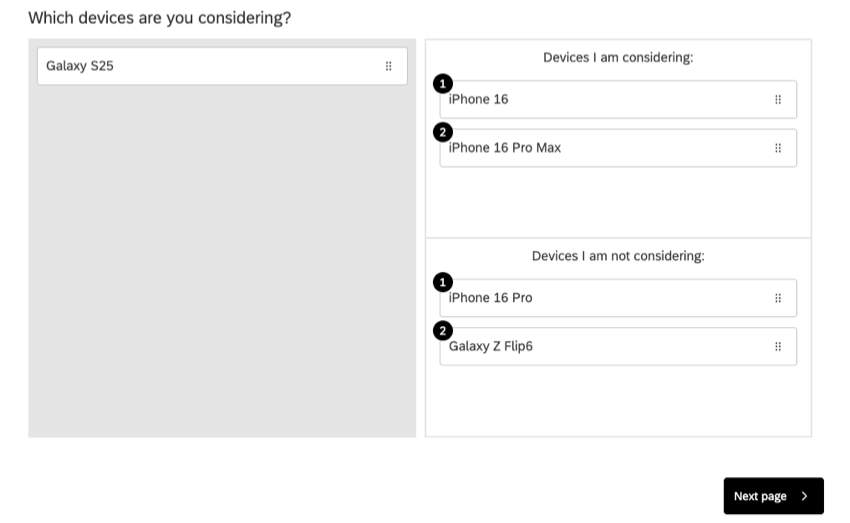 Which devices are you considering?
Galaxy S25
Devices I am considering:
1
iPhone 16
2
iPhone 16 Pro Max
Devices I am not considering:
1
iPhone 16 Pro
2
Galaxy Z Flip6
Next page